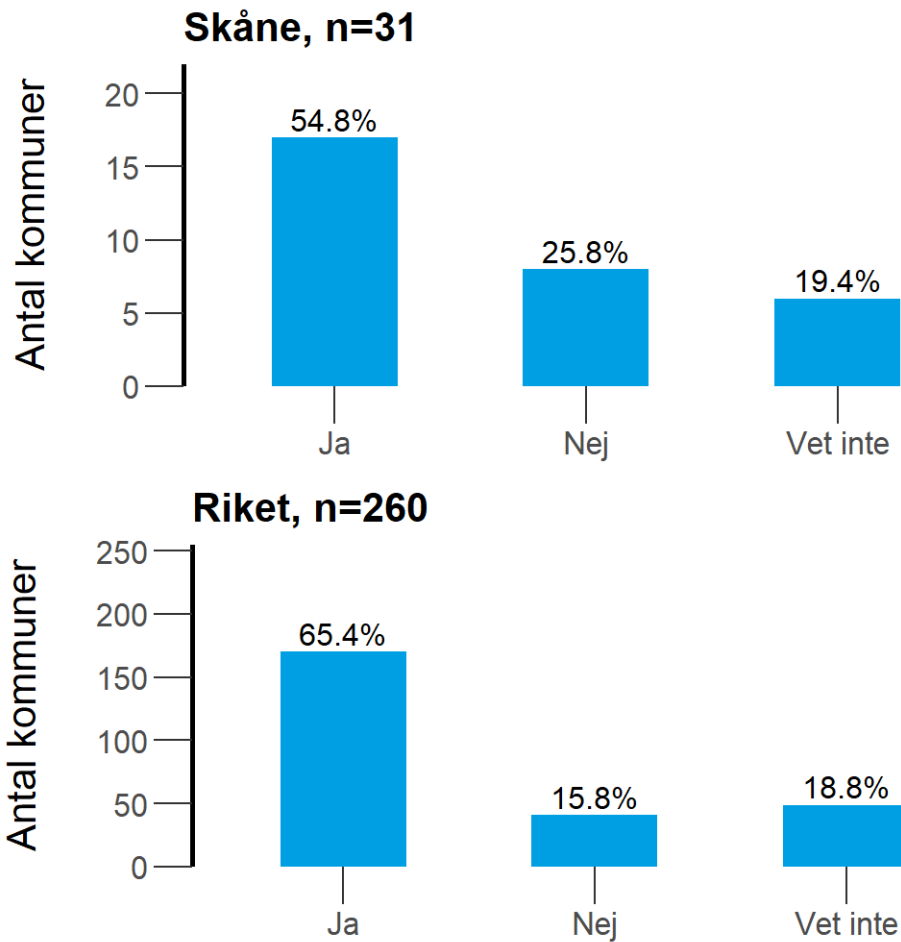 Skåne, n=31
Antal kommuner
20
15
10
5
0
54.8%
25.8%
19.4%
Ja
Nej
Vet inte
Riket, n=260
Antal kommuner
250
200
150
100
50
0
65.4%
15.8%
18.8%
Ja
Nej
Vet inte